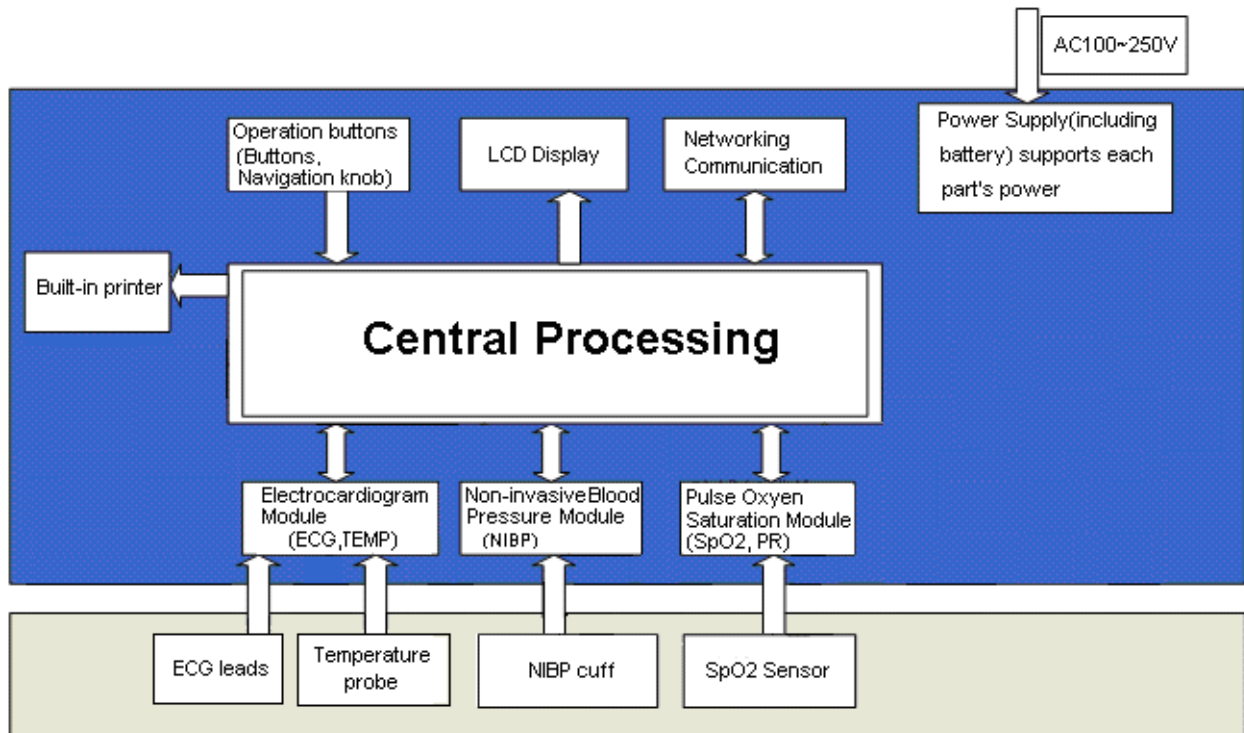 AC100~250V
Operation buttons
(Buttons,
Navigation knob)
LCD Display
Networking
Communication
Power Supply(including
battery) supports each
part's power
Built-in printer
Central Processing
Electrocardiogram
Module
(ECG,TEMP)
Non-invasive Blood
Pressure Module
(NIBP)
Pulse Oxyen
Saturation Module
(SpO2, PR)
ECG leads
Temperature
probe
NIBP cuff
SpO2 Sensor